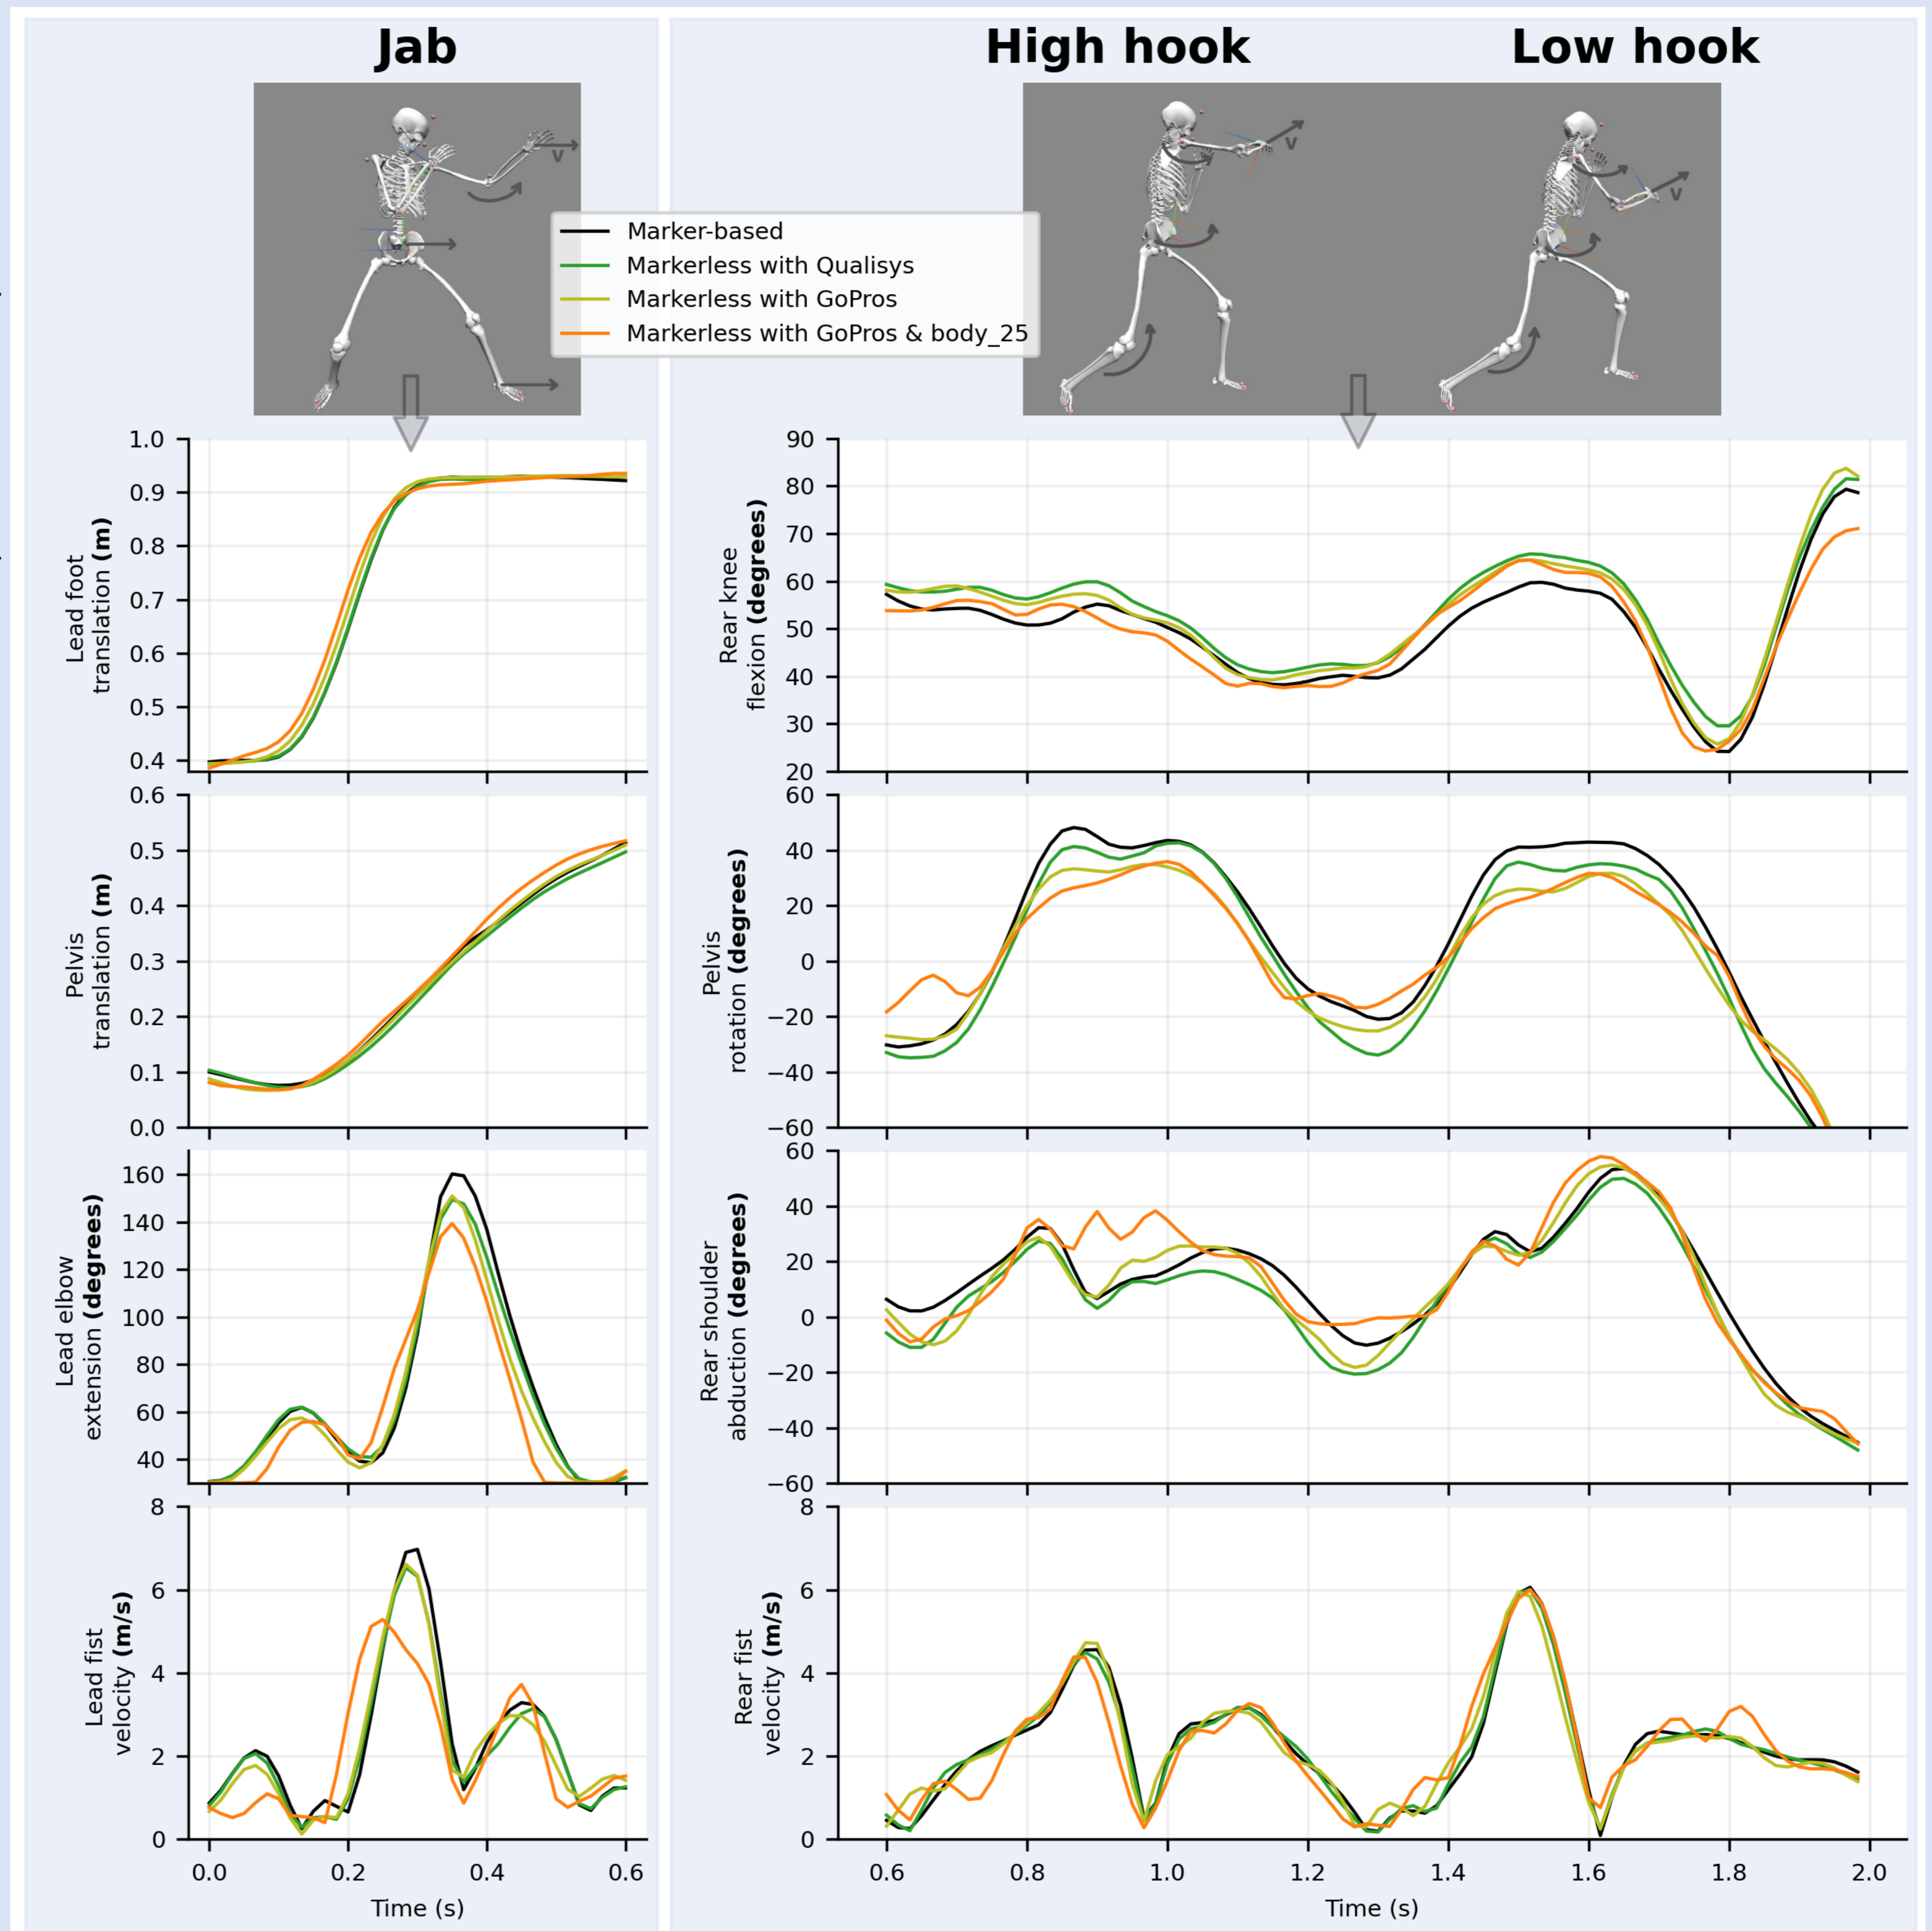 Jab
High hook
Low hook
v
v
v
Marker-based
Markerless with Qualisys
Markerless with GoPros
Markerless with GoPros & body_25
Lead foot
translation (m)
1.0
0.9
0.8
0.7
0.6
0.5
0.4
Rear knee
flexion (degrees)
90
80
70
60
50
40
30
20
Pelvis
translation (m)
0.6
0.5
0.4
0.3
0.2
0.1
0.0
Pelvis
rotation (degrees)
60
40
20
0
−20
−40
−60
Lead elbow
extension (degrees)
160
140
120
100
80
60
40
Rear shoulder
abduction (degrees)
60
40
20
0
−20
−40
−60
Lead fist
velocity (m/s)
8
6
4
2
0
0.0 0.2 0.4 0.6
Time (s)
Rear fist
velocity (m/s)
8
6
4
2
0
0.6 0.8 1.0 1.2 1.4 1.6 1.8 2.0
Time (s)